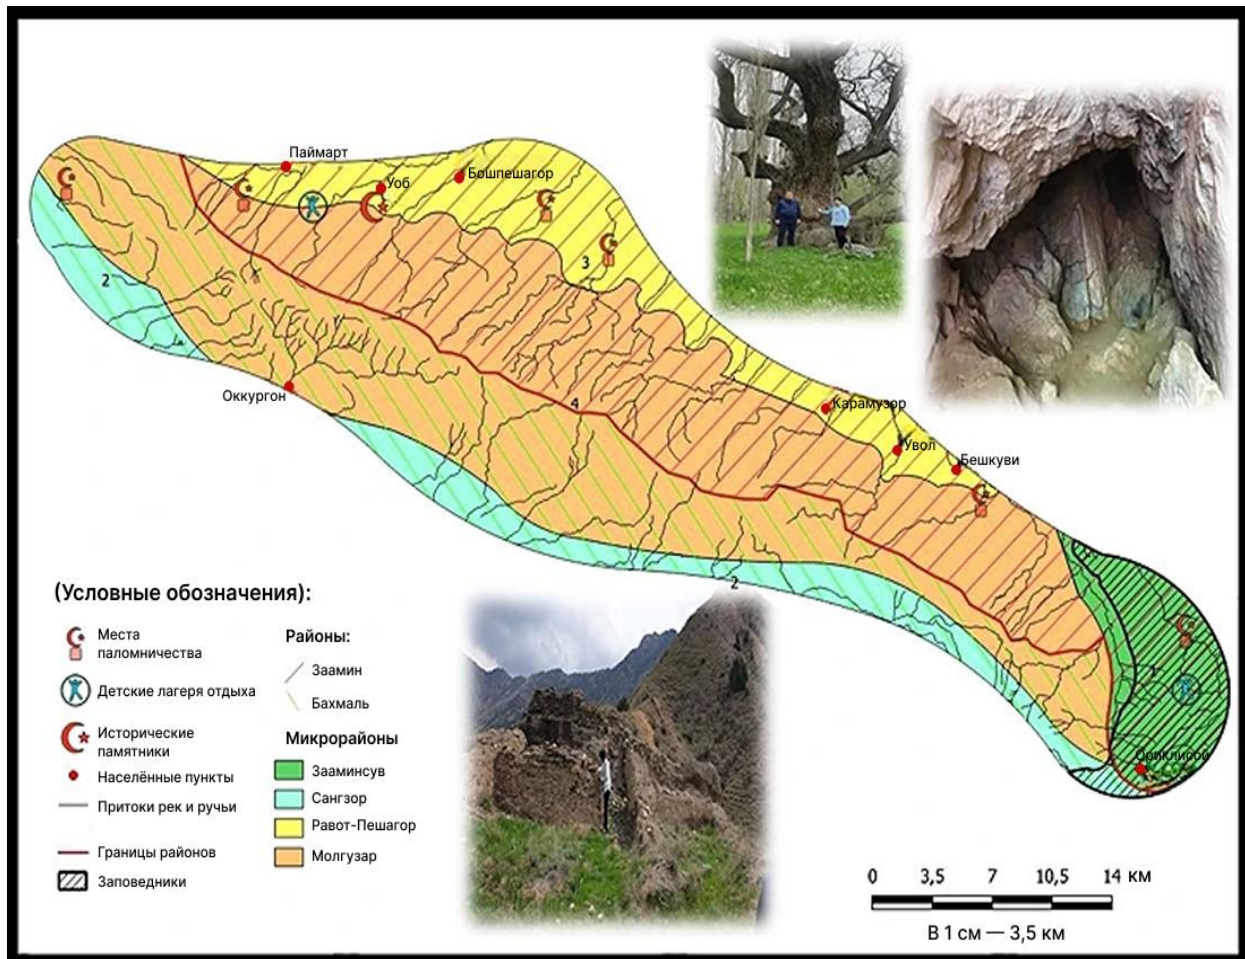 Паймарт
Уоб
Бошпешагор
3
2
Оккургон
4
Карамузор
Увол
Бешкуви
2
1
Ориклисой
(Условные обозначения):
Места
паломничества
Детские лагеря отдыха
Исторические
памятники
Населённые пункты
Притоки рек и ручьи
Границы районов
Заповедники
Районы:
Заамин
Бахмаль
Микрорайоны
Зааминсув
Сангзор
Равот-Пешагор
Молгузар
0 3,5 7 10,5 14 км
В 1 см — 3,5 км